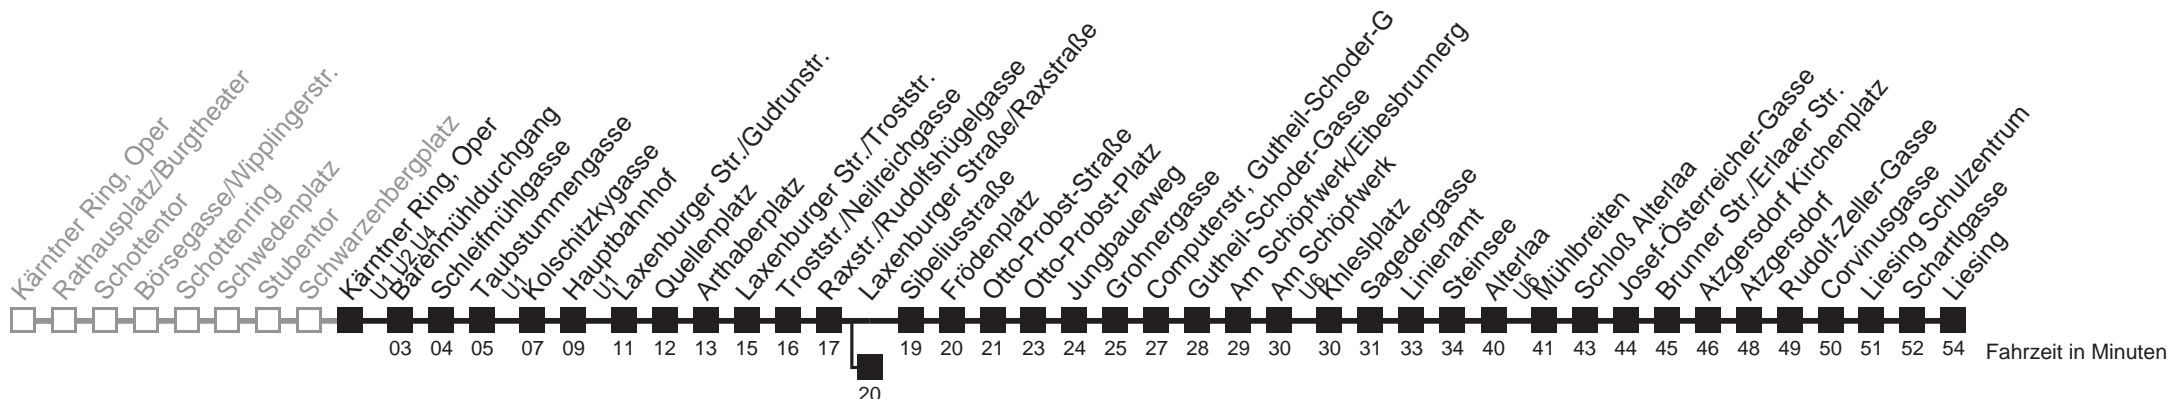 Kärntner Ring, Oper
Rathausplatz/Burgtheater
Schottentor
Börsegasse/Wipplingerstr.
Schottenring
Schwedenplatz
Stubentor
Schwarzenbergplatz
Kärntner Ring, Oper
U1 U2 U4
Bärenmühldurchgang
Schleifmühlgasse
Taubstummengasse
U1
Kolschitzkygasse
Hauptbahnhof
U1
Laxenburger Str./Gudrunstr.
Quellenplatz
Arthaberplatz
Laxenburger Str./Troststr.
Troststr./Neilreichgasse
Raxstr./Rudolfshügelgasse
Laxenburger Straße/Raxstraße
Sibeliusstraße
Frödenplatz
Otto-Probst-Straße
Otto-Probst-Platz
Jungbauerweg
Grohnergasse
Computerstr, Gutheil-Schoder-G
Gutheil-Schoder-Gasse
Am Schöpfwerk/Eibesbrunnerg
Am Schöpfwerk
U6
Khleslplatz
Sagedergasse
Linienamt
Steinsee
Alterlaa
U6
Mühlbreiten
Schloß Alterlaa
Josef-Österreicher-Gasse
Brunner Str./Erlaaer Str.
Atzgersdorf Kirchenplatz
Atzgersdorf
Rudolf-Zeller-Gasse
Corvinusgasse
Liesing Schulzentrum
Schartlgasse
Liesing
03 04 05 07 09 11 12 13 15 16 17 19 20 21 23 24 25 27 28 29 30 30 31 33 34 40 41 43 44 45 46 48 49 50 51 52 54 Fahrzeit in Minuten
20